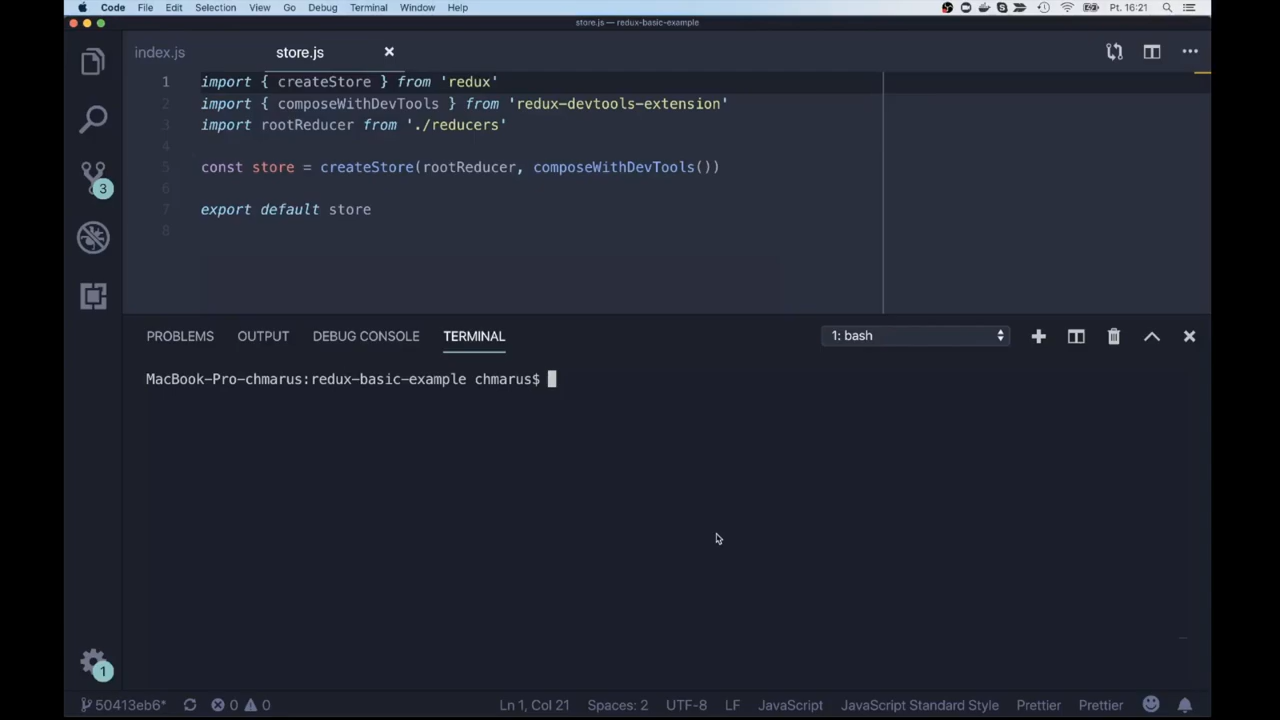 Code File Edit Selection View Go Debug Terminal Window Help Pt. 16:21
store.js — redux-basic-example
index.js store.js
1 import { createStore } from 'redux'
2 import { composeWithDevTools } from 'redux-devtools-extension'
3 import rootReducer from './reducers'
4
5 const store = createStore(rootReducer, composeWithDevTools())
6
7 export default store
8
3
PROBLEMS OUTPUT DEBUG CONSOLE TERMINAL 1: bash
MacBook-Pro-chmarus:redux-basic-example chmarus$
1
50413eb6* 0 0 Ln 1, Col 21 Spaces: 2 UTF-8 LF JavaScript JavaScript Standard Style Prettier Prettier